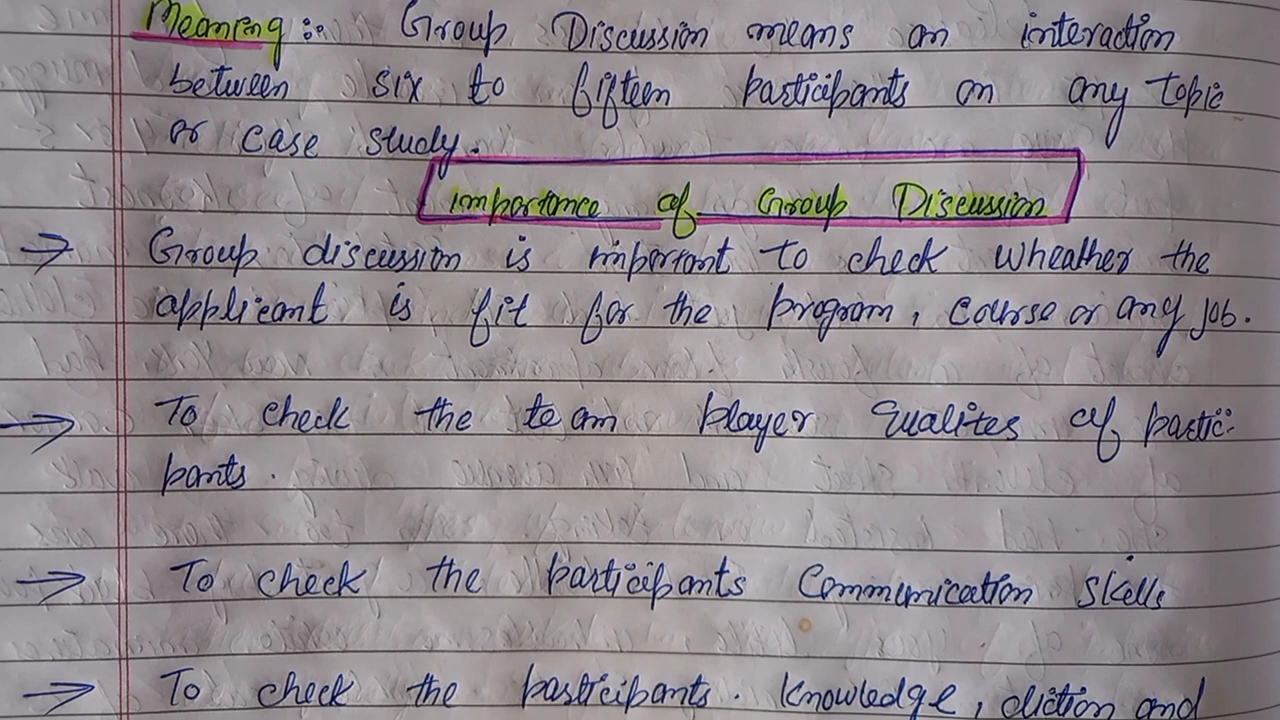 Meaning :- Group Discussion means an interaction
between six to fifteen participants on any topic
or case study.
importance of Group Discussion
→ Group discussion is important to check wheather the
applicant is fit for the program, course or any job.
→ To check the team player qualites of partici-
pants.
→ To check the participants Communication skills
→ To check the participants. knowledge, diction and